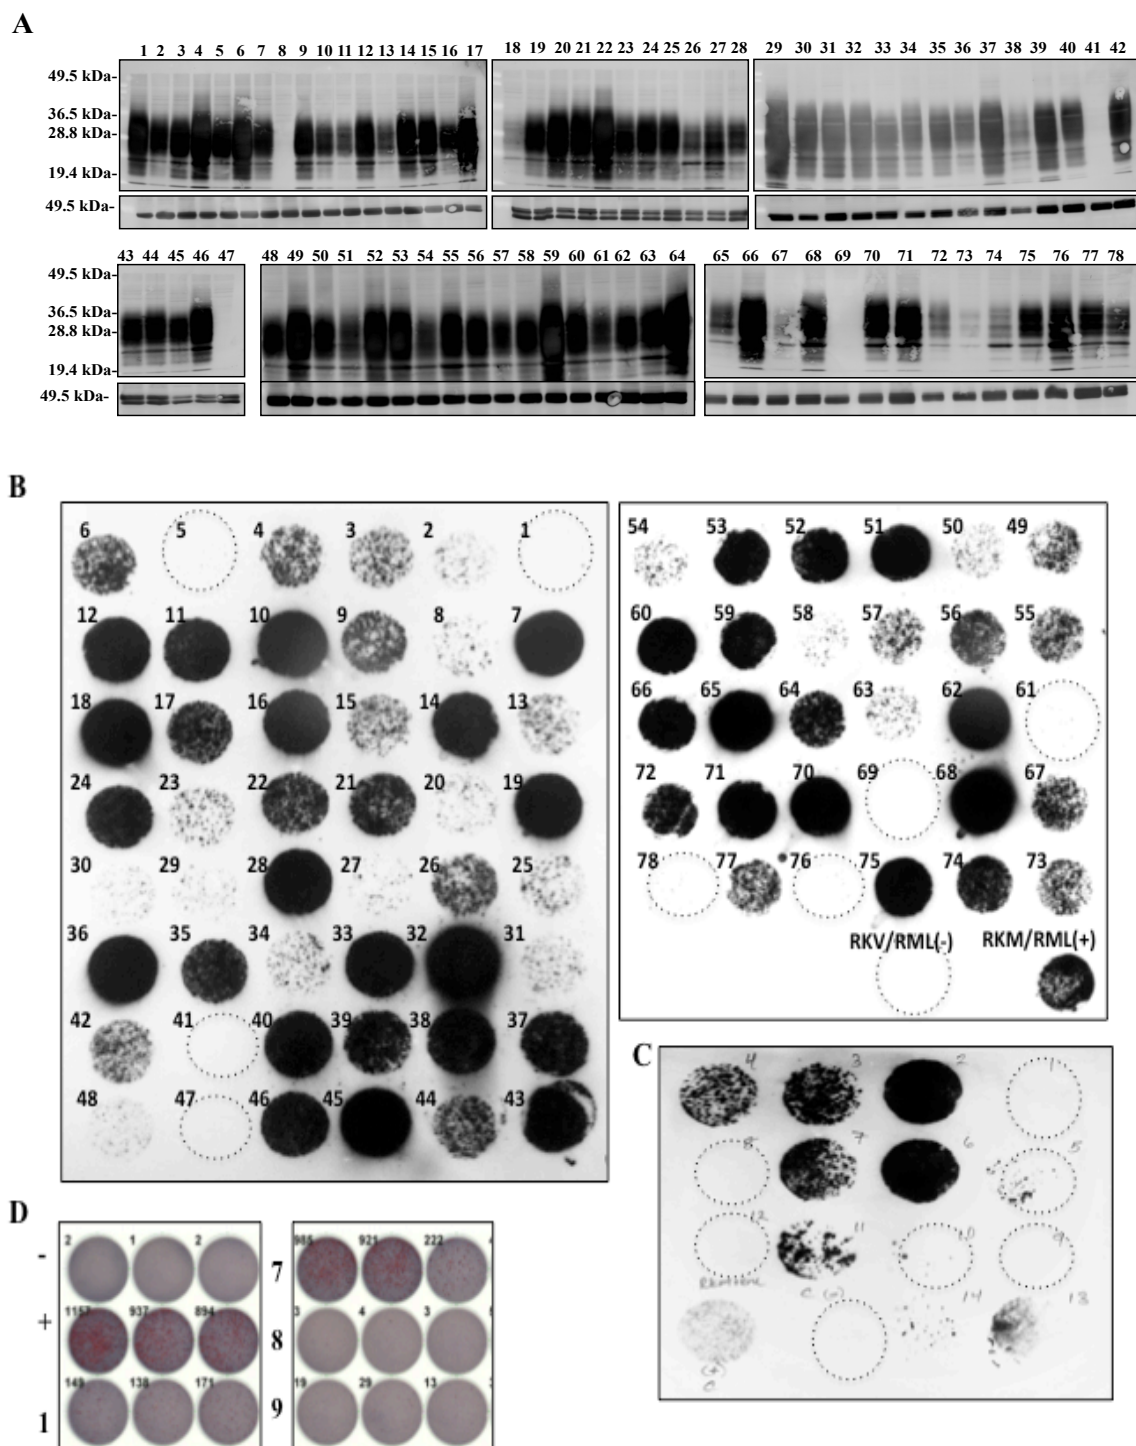 A
1 2 3 4 5 6 7 8 9 10 11 12 13 14 15 16 17 18 19 20 21 22 23 24 25 26 27 28 29 30 31 32 33 34 35 36 37 38 39 40 41 42
49.5 kDa-
36.5 kDa-
28.8 kDa-
19.4 kDa-
49.5 kDa-
43 44 45 46 47 48 49 50 51 52 53 54 55 56 57 58 59 60 61 62 63 64 65 66 67 68 69 70 71 72 73 74 75 76 77 78
49.5 kDa-
36.5 kDa-
28.8 kDa-
19.4 kDa-
49.5 kDa-
B
6 5 4 3 2 1
12 11 10 9 8 7
18 17 16 15 14 13
24 23 22 21 20 19
30 29 28 27 26 25
36 35 34 33 32 31
42 41 40 39 38 37
48 47 46 45 44 43
54 53 52 51 50 49
60 59 58 57 56 55
66 65 64 63 62 61
72 71 70 69 68 67
78 77 76 75 74 73
RKV/RML(-) RKM/RML(+)
C
4 3 2 1
8 7 6 5
12 11 10 9
14 13
D
- 2 1 2
+ 1157 937 894
1 149 138 171
7 985 921 222
8 3 4 3
9 19 29 13